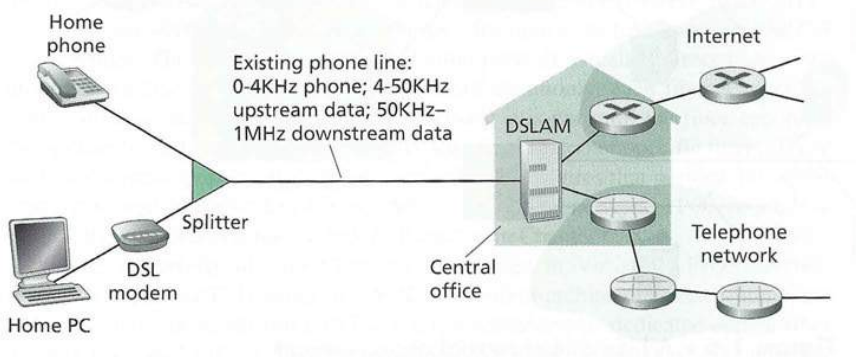 Home
phone
Existing phone line:
0-4KHz phone; 4-50KHz
upstream data; 50KHz–
1MHz downstream data
Internet
DSLAM
Splitter
DSL
modem
Home PC
Central
office
Telephone
network